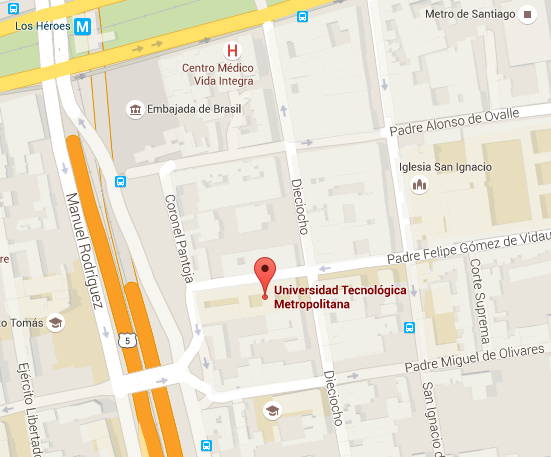 Metro de Santiago
Los Héroes
M
H
Centro Médico
Vida Integra
Embajada de Brasil
Padre Alonso de Ovalle
Iglesia San Ignacio
Dieciocho
Coronel Pantoja
Manuel Rodríguez
Padre Felipe Gómez de Vidau
Universidad Tecnológica
Metropolitana
Corte Suprema
to Tomás
5
Padre Miguel de Olivares
Ejército Libertad
Dieciocho
San Ignacio d